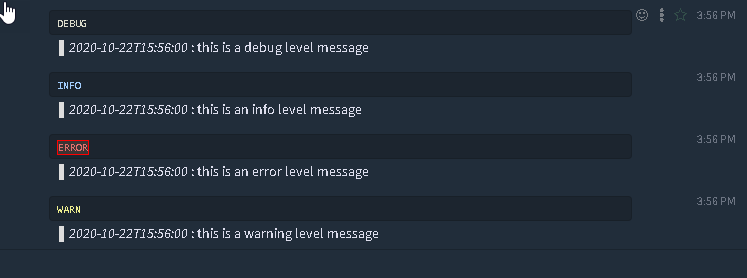 DEBUG 3:56 PM
2020-10-22T15:56:00 : this is a debug level message
INFO 3:56 PM
2020-10-22T15:56:00 : this is an info level message
ERROR 3:56 PM
2020-10-22T15:56:00 : this is an error level message
WARN 3:56 PM
2020-10-22T15:56:00 : this is a warning level message